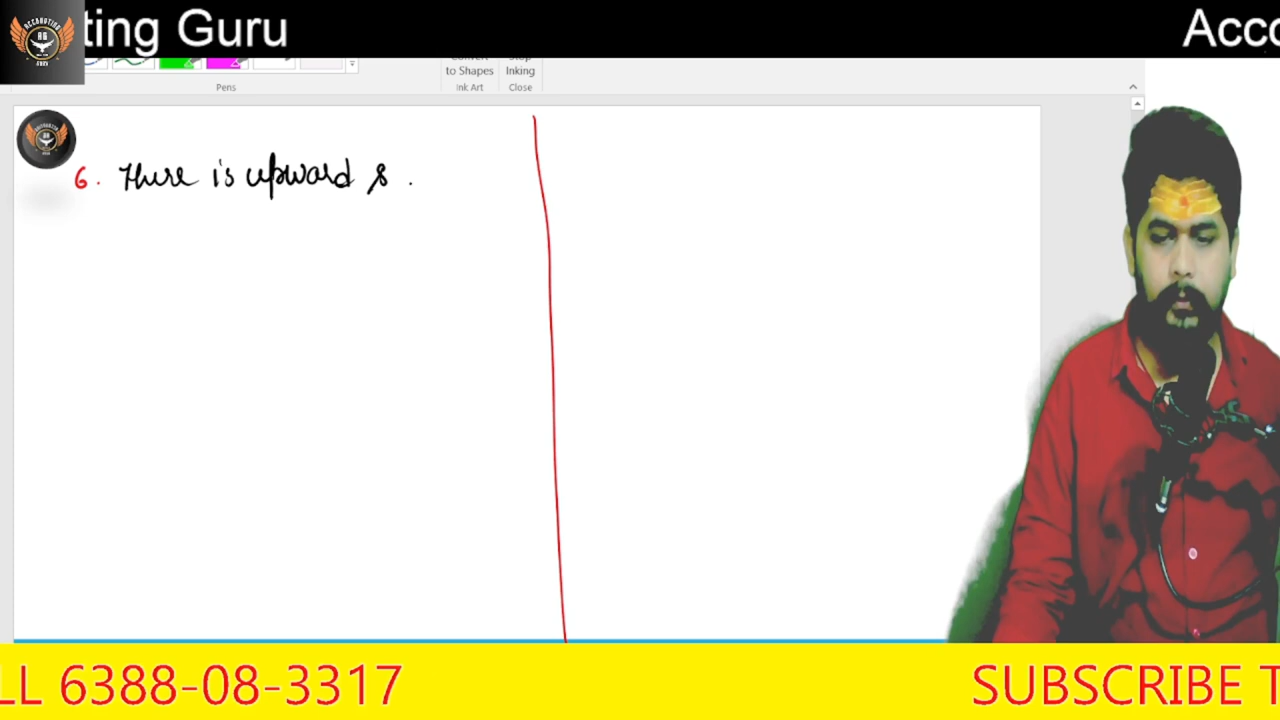 ting Guru
Acco
to Shapes
Stop
Inking
Pens
Ink Art
Close
6. There is upward &.
LL 6388-08-3317
SUBSCRIBE T